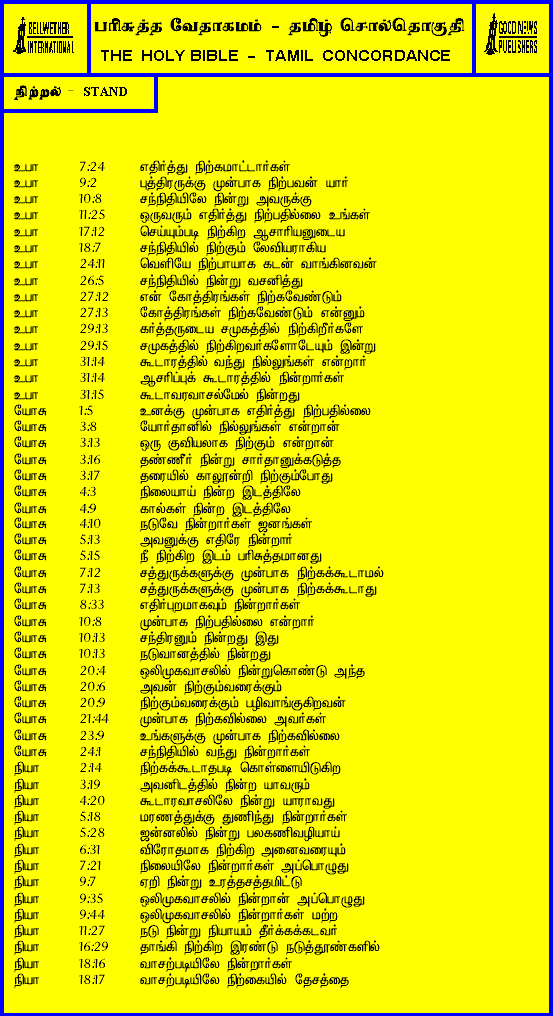 BELLWETHER
INTERNATIONAL
பரிசுத்த வேதாகமம் - தமிழ் சொல்தொகுதி
THE HOLY BIBLE - TAMIL CONCORDANCE
GOOD NEWS
PUBLISHERS
நிற்றல் - STAND
உபா 7:24 எதிர்த்து நிற்கமாட்டார்கள்
உபா 9:2 புத்திரருக்கு முன்பாக நிற்பவன் யார்
உபா 10:8 சந்நிதியிலே நின்று அவருக்கு
உபா 11:25 ஒருவரும் எதிர்த்து நிற்பதில்லை உங்கள்
உபா 17:12 செய்யும்படி நிற்கிற ஆசாரியனுடைய
உபா 18:7 சந்நிதியில் நிற்கும் லேவியராகிய
உபா 24:11 வெளியே நிற்பாயாக கடன் வாங்கினவன்
உபா 26:5 சந்நிதியில் நின்று வசனித்து
உபா 27:12 என் கோத்திரங்கள் நிற்கவேண்டும்
உபா 27:13 கோத்திரங்கள் நிற்கவேண்டும் என்னும்
உபா 29:13 கர்த்தருடைய சமுகத்தில் நிற்கிறீர்களே
உபா 29:15 சமுகத்தில் நிற்கிறவர்களோடேயும் இன்று
உபா 31:14 கூடாரத்தில் வந்து நில்லுங்கள் என்றார்
உபா 31:14 ஆசரிப்புக் கூடாரத்தில் நின்றார்கள்
உபா 31:15 கூடாவரவாசல்மேல் நின்றது
யோசு 1:5 உனக்கு முன்பாக எதிர்த்து நிற்பதில்லை
யோசு 3:8 யோர்தானில் நில்லுங்கள் என்றான்
யோசு 3:13 ஒரு குவியலாக நிற்கும் என்றான்
யோசு 3:16 தண்ணீர் நின்று சார்தானுக்கடுத்த
யோசு 3:17 தரையில் காலூன்றி நிற்கும்போது
யோசு 4:3 நிலையாய் நின்ற இடத்திலே
யோசு 4:9 கால்கள் நின்ற இடத்திலே
யோசு 4:10 நடுவே நின்றார்கள் ஜனங்கள்
யோசு 5:13 அவனுக்கு எதிரே நின்றார்
யோசு 5:15 நீ நிற்கிற இடம் பரிசுத்தமானது
யோசு 7:12 சத்துருக்களுக்கு முன்பாக நிற்கக்கூடாமல்
யோசு 7:13 சத்துருக்களுக்கு முன்பாக நிற்கக்கூடாது
யோசு 8:33 எதிர்புறமாகவும் நின்றார்கள்
யோசு 10:8 முன்பாக நிற்பதில்லை என்றார்
யோசு 10:13 சந்திரனும் நின்றது இது
யோசு 10:13 நடுவானத்தில் நின்றது
யோசு 20:4 ஒலிமுகவாசலில் நின்றுகொண்டு அந்த
யோசு 20:6 அவன் நிற்கும்வரைக்கும்
யோசு 20:9 நிற்கும்வரைக்கும் பழிவாங்குகிறவன்
யோசு 21:44 முன்பாக நிற்கவில்லை அவர்கள்
யோசு 23:9 உங்களுக்கு முன்பாக நிற்கவில்லை
யோசு 24:1 சந்நிதியில் வந்து நின்றார்கள்
நியா 2:14 நிற்கக்கூடாதபடி கொள்ளையிடுகிற
நியா 3:19 அவனிடத்தில் நின்ற யாவரும்
நியா 4:20 கூடாரவாசலிலே நின்று யாராவது
நியா 5:18 மரணத்துக்கு துணிந்து நின்றார்கள்
நியா 5:28 ஜன்னலில் நின்று பலகணிவழியாய்
நியா 6:31 விரோதமாக நிற்கிற அனைவரையும்
நியா 7:21 நிலையிலே நின்றார்கள் அப்பொழுது
நியா 9:7 ஏறி நின்று உரத்தசத்தமிட்டு
நியா 9:35 ஒலிமுகவாசலில் நின்றான் அப்பொழுது
நியா 9:44 ஒலிமுகவாசலில் நின்றார்கள் மற்ற
நியா 11:27 நடு நின்று நியாயம் தீர்க்கக்கடவர்
நியா 16:29 தாங்கி நிற்கிற இரண்டு நடுத்தூண்களில்
நியா 18:16 வாசற்படியிலே நின்றார்கள்
நியா 18:17 வாசற்படியிலே நிற்கையில் தேசத்தை